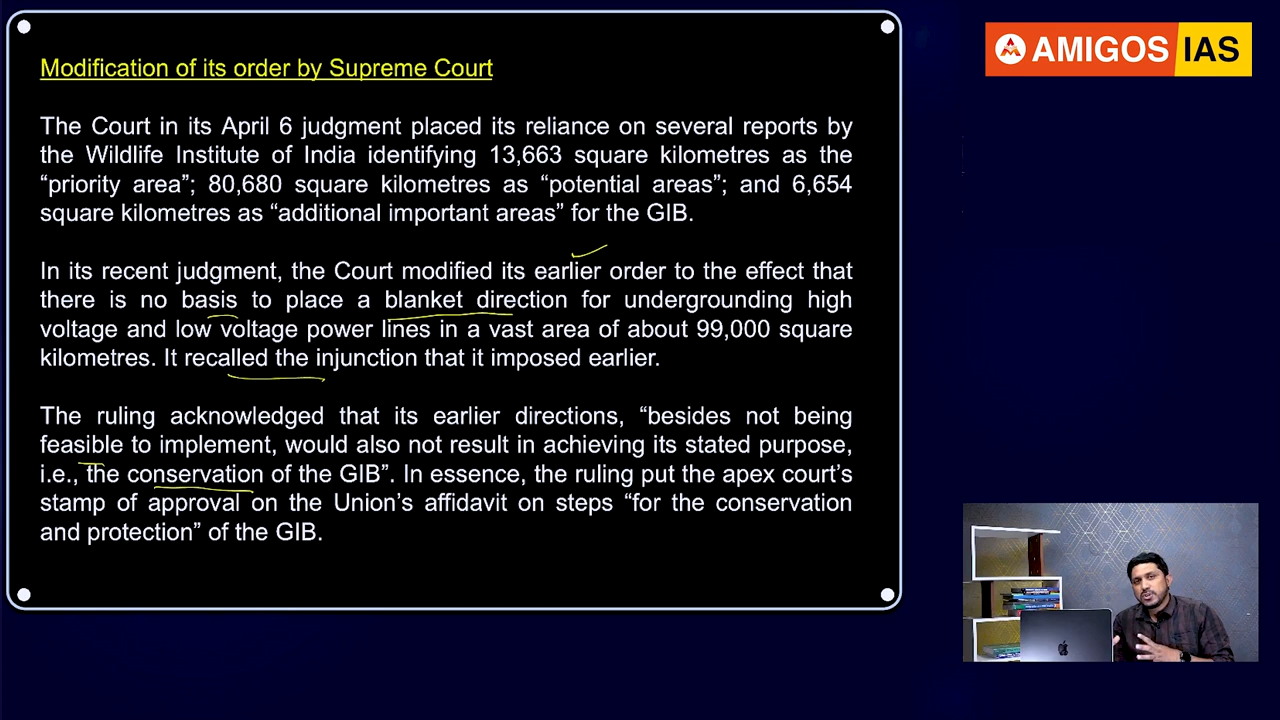 Modification of its order by Supreme Court
AMIGOS IAS
The Court in its April 6 judgment placed its reliance on several reports by
the Wildlife Institute of India identifying 13,663 square kilometres as the
“priority area”; 80,680 square kilometres as “potential areas”; and 6,654
square kilometres as “additional important areas” for the GIB.
In its recent judgment, the Court modified its earlier order to the effect that
there is no basis to place a blanket direction for undergrounding high
voltage and low voltage power lines in a vast area of about 99,000 square
kilometres. It recalled the injunction that it imposed earlier.
The ruling acknowledged that its earlier directions, “besides not being
feasible to implement, would also not result in achieving its stated purpose,
i.e., the conservation of the GIB”. In essence, the ruling put the apex court’s
stamp of approval on the Union’s affidavit on steps “for the conservation
and protection” of the GIB.